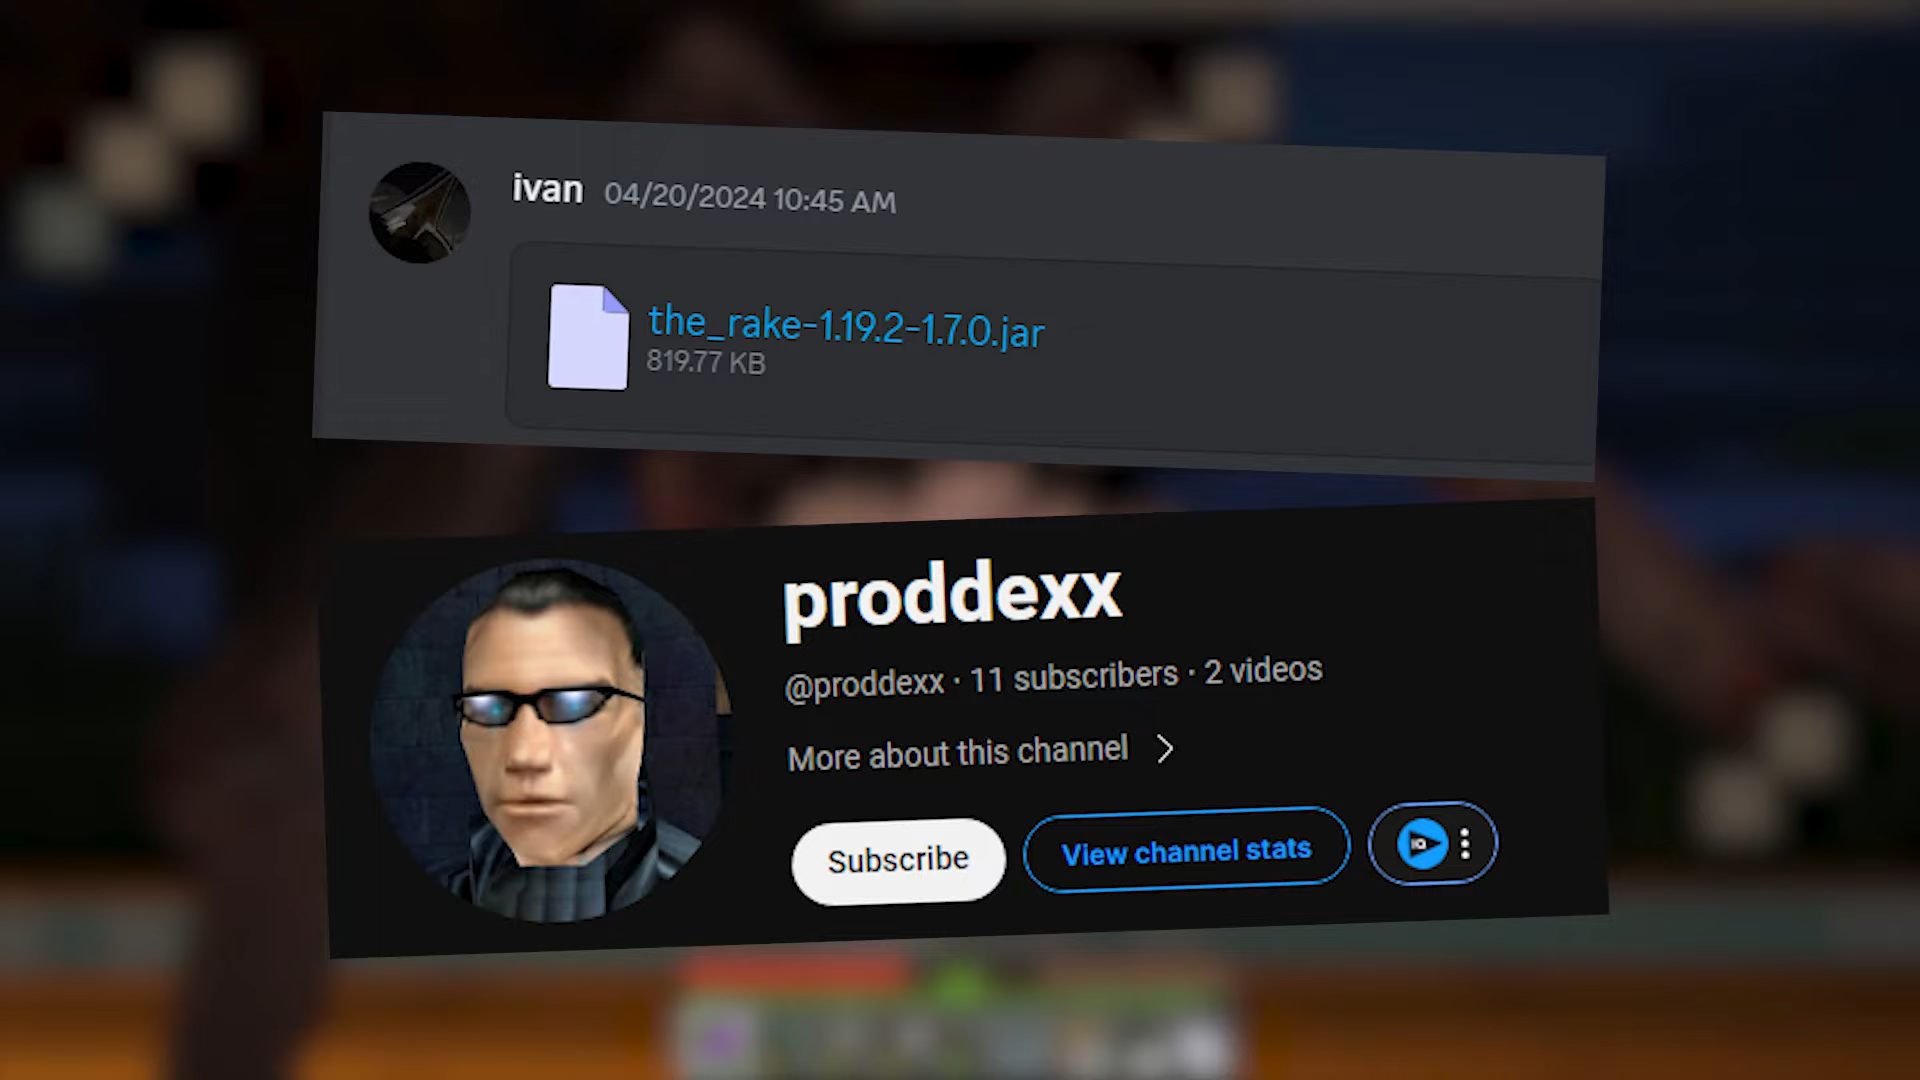 ivan 04/20/2024 10:45 AM
the_rake-1.19.2-1.7.0.jar
819.77 KB
proddexx
@proddexx · 11 subscribers · 2 videos
More about this channel
Subscribe
View channel stats
IQ